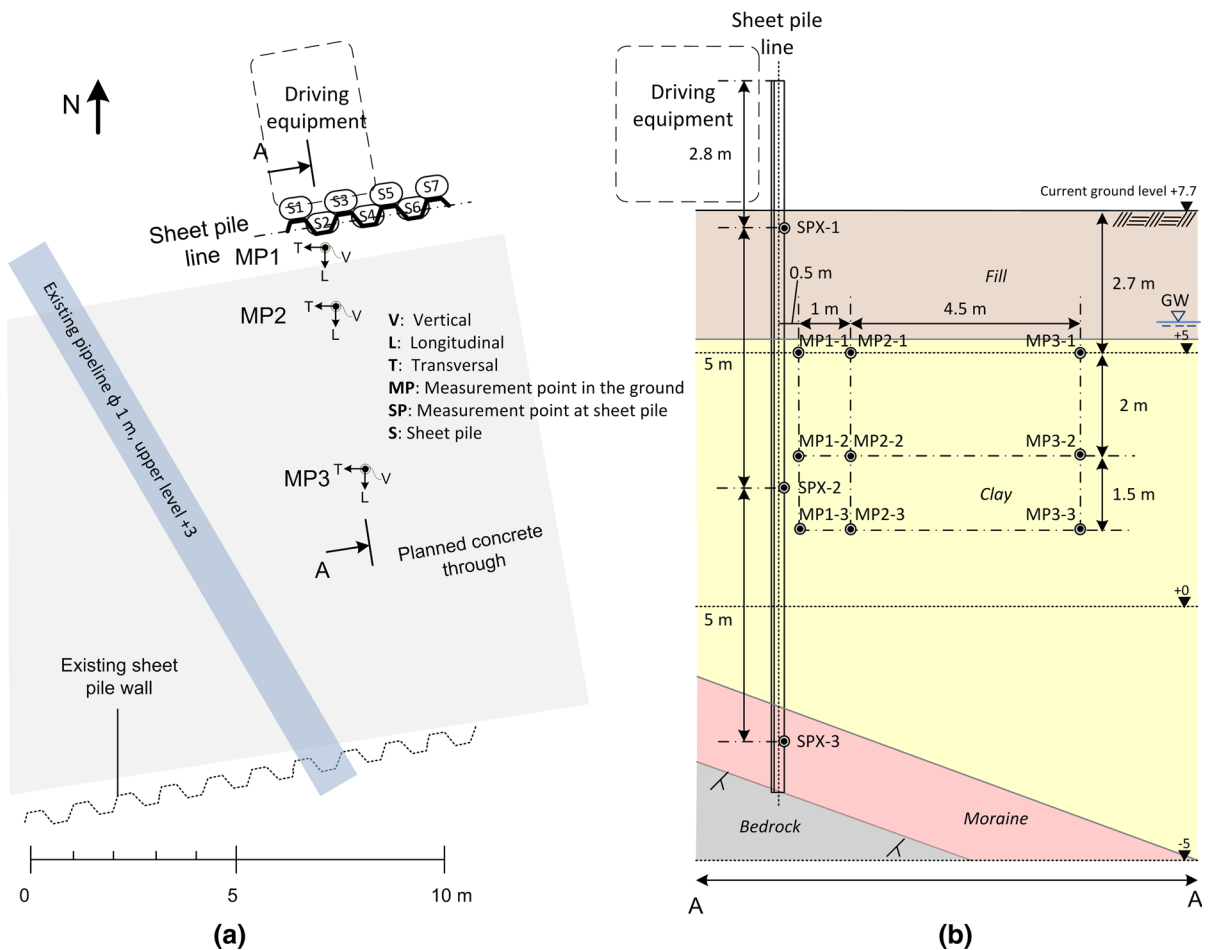 N
Driving
equipment
A
S1
S2
S3
S4
S5
S6
S7
Sheet pile
line
MP1
T
V
L
MP2
T
V
L
V: Vertical
L: Longitudinal
T: Transversal
MP: Measurement point in the ground
SP: Measurement point at sheet pile
S: Sheet pile
Existing pipeline ϕ 1 m, upper level +3
MP3
T
V
L
A
Planned concrete
through
Existing sheet
pile wall
0
5
10 m
(a)
Sheet pile
line
Driving
equipment
2.8 m
Current ground level +7.7
SPX-1
0.5 m
Fill
2.7 m
GW
1 m
4.5 m
+5
MP1-1
MP2-1
MP3-1
5 m
2 m
MP1-2
MP2-2
MP3-2
SPX-2
Clay
1.5 m
MP1-3
MP2-3
MP3-3
+0
5 m
SPX-3
Moraine
Bedrock
-5
A
A
(b)